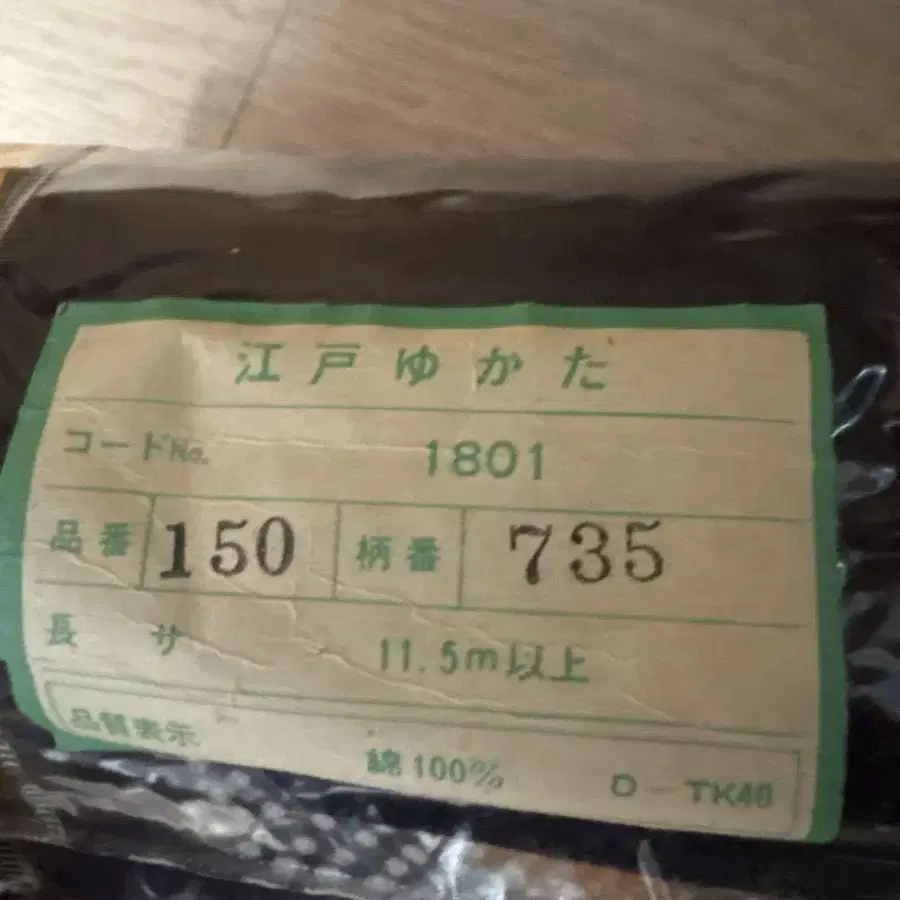 江戸ゆかた
コードNo. 1801
品番 150 柄番 735
長サ 11.5m以上
品質表示 綿100% D-TK40